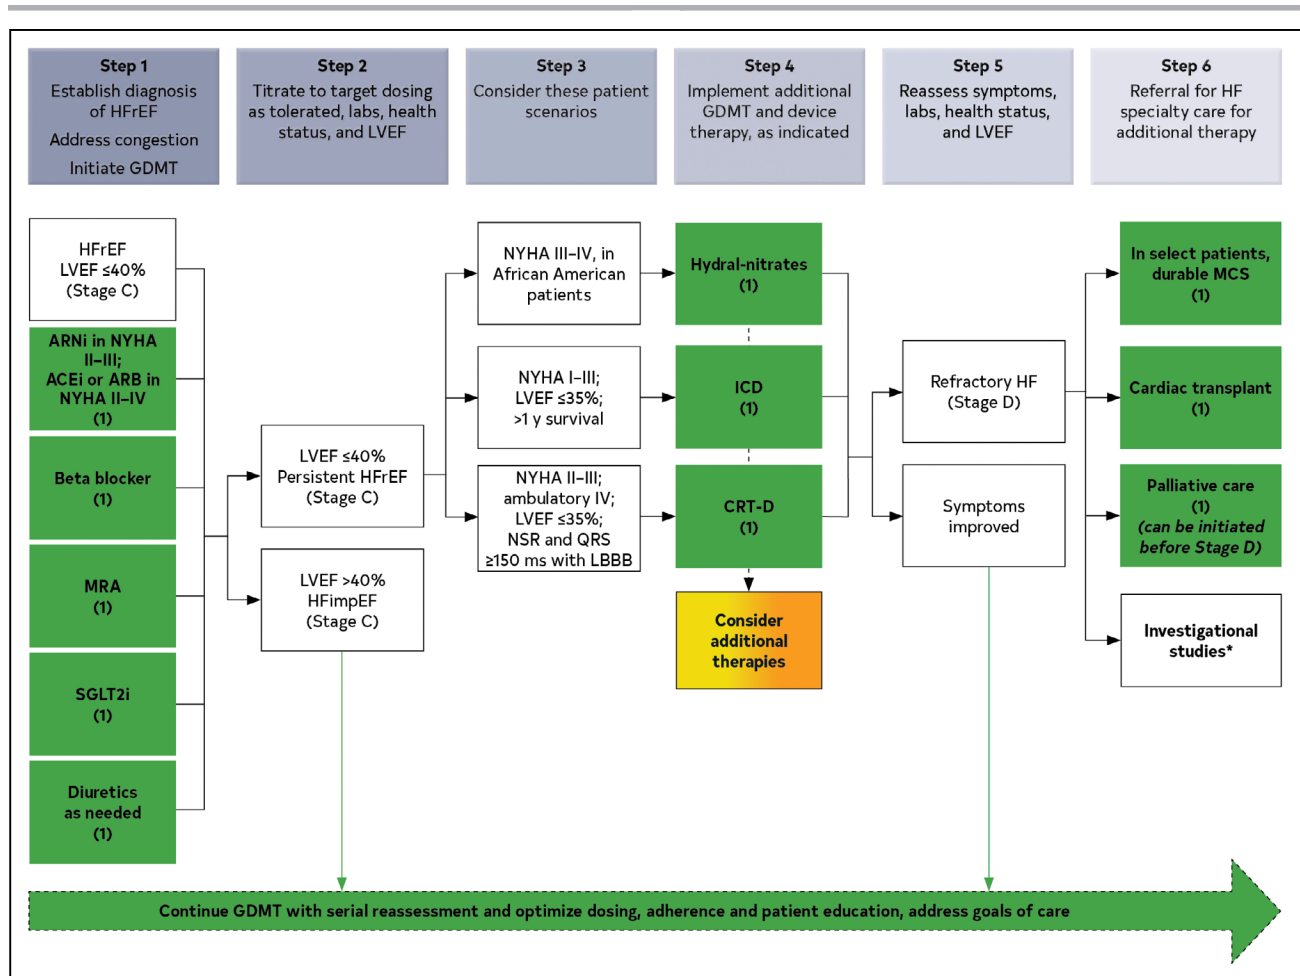 Step 1
Establish diagnosis
of HFrEF
Address congestion
Initiate GDMT
Step 2
Titrate to target dosing
as tolerated, labs, health
status, and LVEF
Step 3
Consider these patient
scenarios
Step 4
Implement additional
GDMT and device
therapy, as indicated
Step 5
Reassess symptoms,
labs, health status,
and LVEF
Step 6
Referral for HF
specialty care for
additional therapy
HFrEF
LVEF ≤40%
(Stage C)
ARNi in NYHA
II–III;
ACEi or ARB in
NYHA II–IV
(1)
Beta blocker
(1)
MRA
(1)
SGLT2i
(1)
Diuretics
as needed
(1)
LVEF ≤40%
Persistent HFrEF
(Stage C)
LVEF >40%
HFimpEF
(Stage C)
NYHA III–IV, in
African American
patients
NYHA I–III;
LVEF ≤35%;
>1 y survival
NYHA II–III;
ambulatory IV;
LVEF ≤35%;
NSR and QRS
≥150 ms with LBBB
Hydral-nitrates
(1)
ICD
(1)
CRT-D
(1)
Consider
additional
therapies
Refractory HF
(Stage D)
Symptoms
improved
In select patients,
durable MCS
(1)
Cardiac transplant
(1)
Palliative care
(1)
(can be initiated
before Stage D)
Investigational
studies*
Continue GDMT with serial reassessment and optimize dosing, adherence and patient education, address goals of care